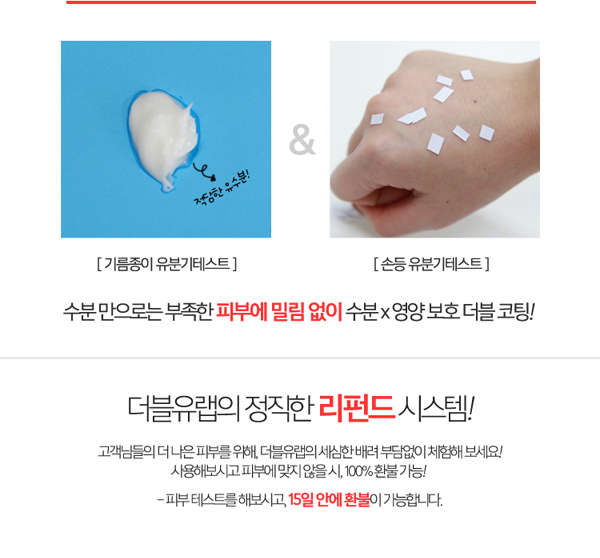 적당한 유수분!
&
[ 기름종이 유분기테스트 ]
[ 손등 유분기테스트 ]
수분 만으로는 부족한 피부에 밀림 없이 수분 x 영양 보호 더블 코팅!
더블유랩의 정직한 리펀드 시스템!
고객님들의 더 나은 피부를 위해, 더블유랩의 세심한 배려 부담없이 체험해 보세요!
사용해보시고 피부에 맞지 않을 시, 100% 환불 가능!
- 피부 테스트를 해보시고, 15일 안에 환불이 가능합니다.